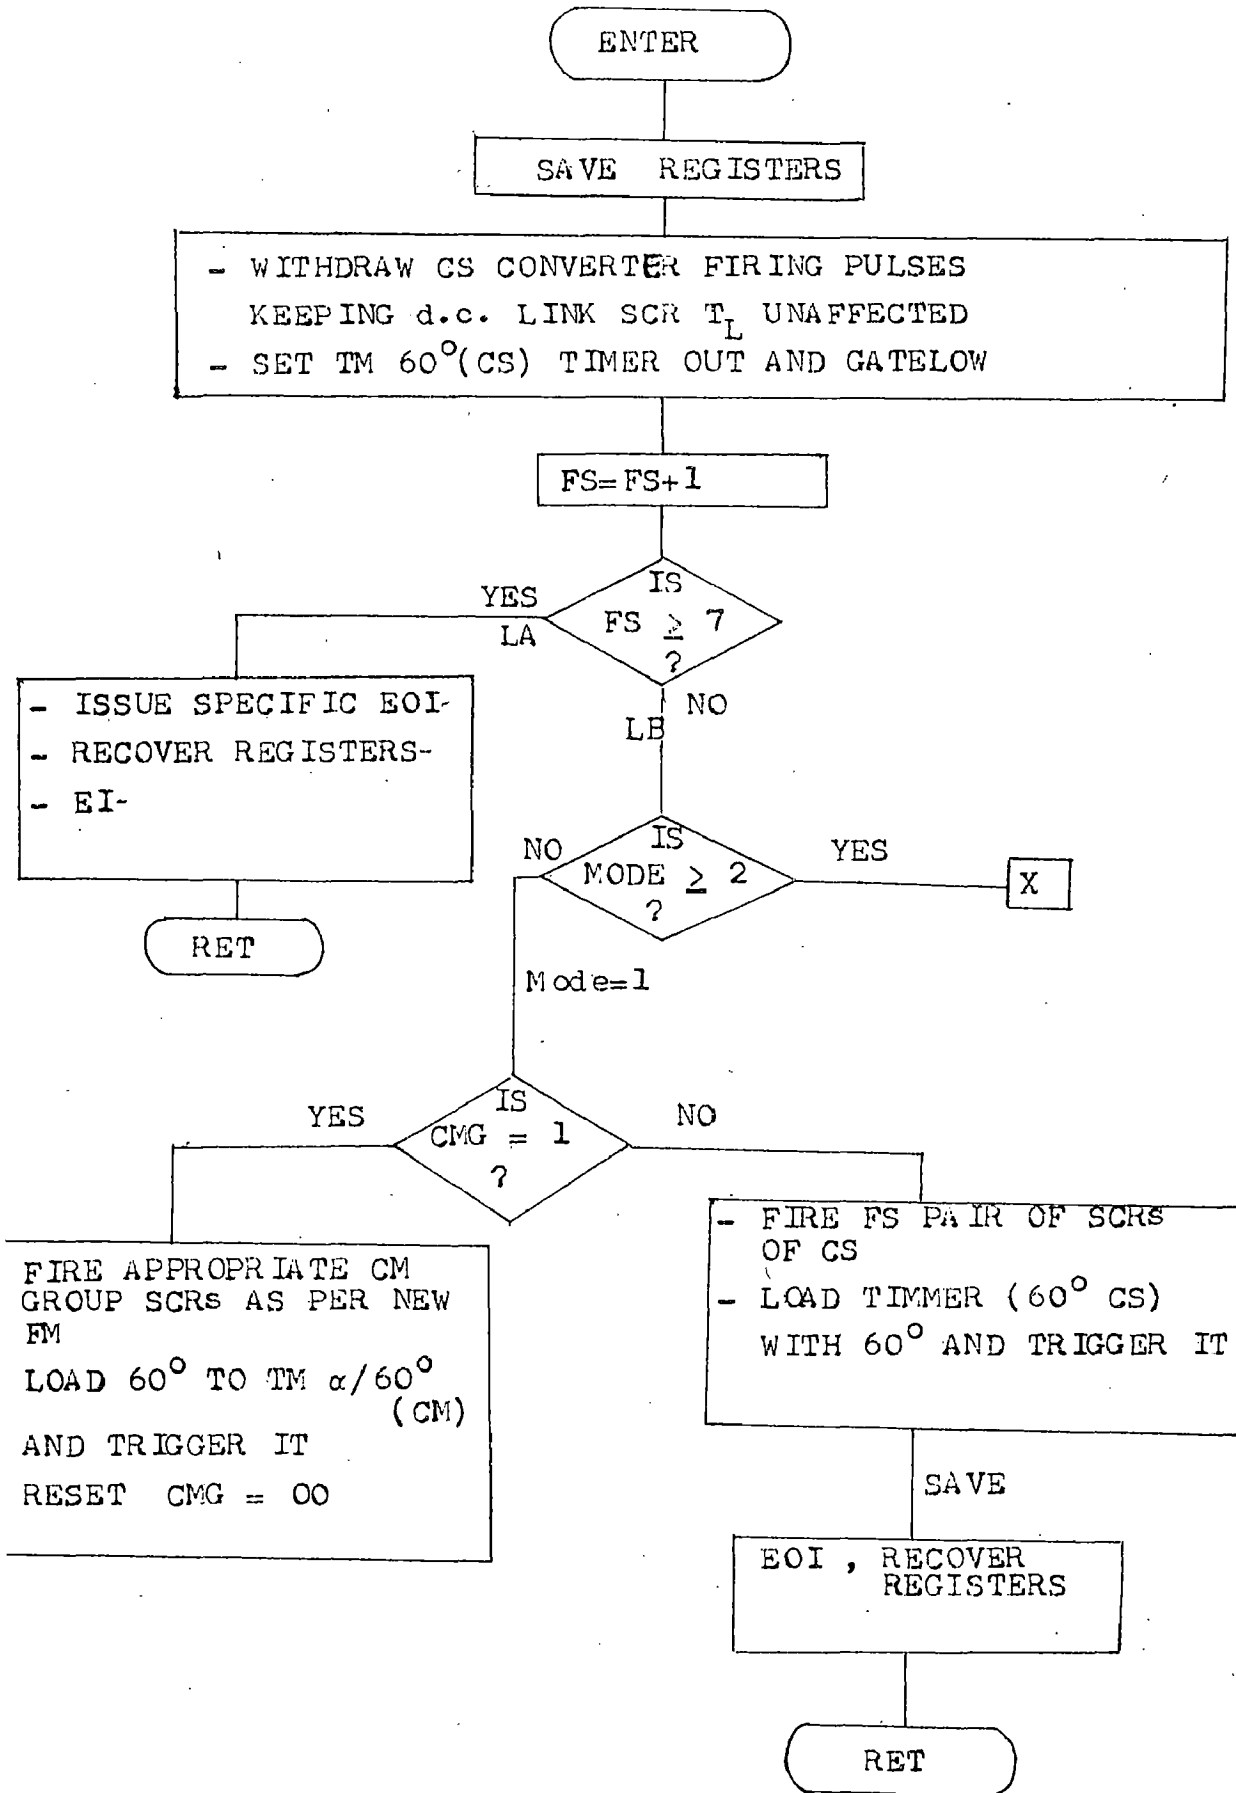 ENTER
SAVE REGISTERS
- WITHDRAW CS CONVERTER FIRING PULSES
KEEPING d.c. LINK SCR T_L UNAFFECTED
- SET TM 60°(CS) TIMER OUT AND GATELOW
FS=FS+1
IS
FS ≥ 7
?
YES
LA
NO
LB
- ISSUE SPECIFIC EOI-
- RECOVER REGISTERS-
- EI-
RET
IS
MODE ≥ 2
?
NO
YES
X
Mode=1
IS
CMG = 1
?
YES
NO
FIRE APPROPRIATE CM
GROUP SCRs AS PER NEW
FM
LOAD 60° TO TM α/60°
(CM)
AND TRIGGER IT
RESET CMG = 00
- FIRE FS PAIR OF SCRs
OF CS
- LOAD TIMMER (60° CS)
WITH 60° AND TRIGGER IT
SAVE
EOI , RECOVER
REGISTERS
RET